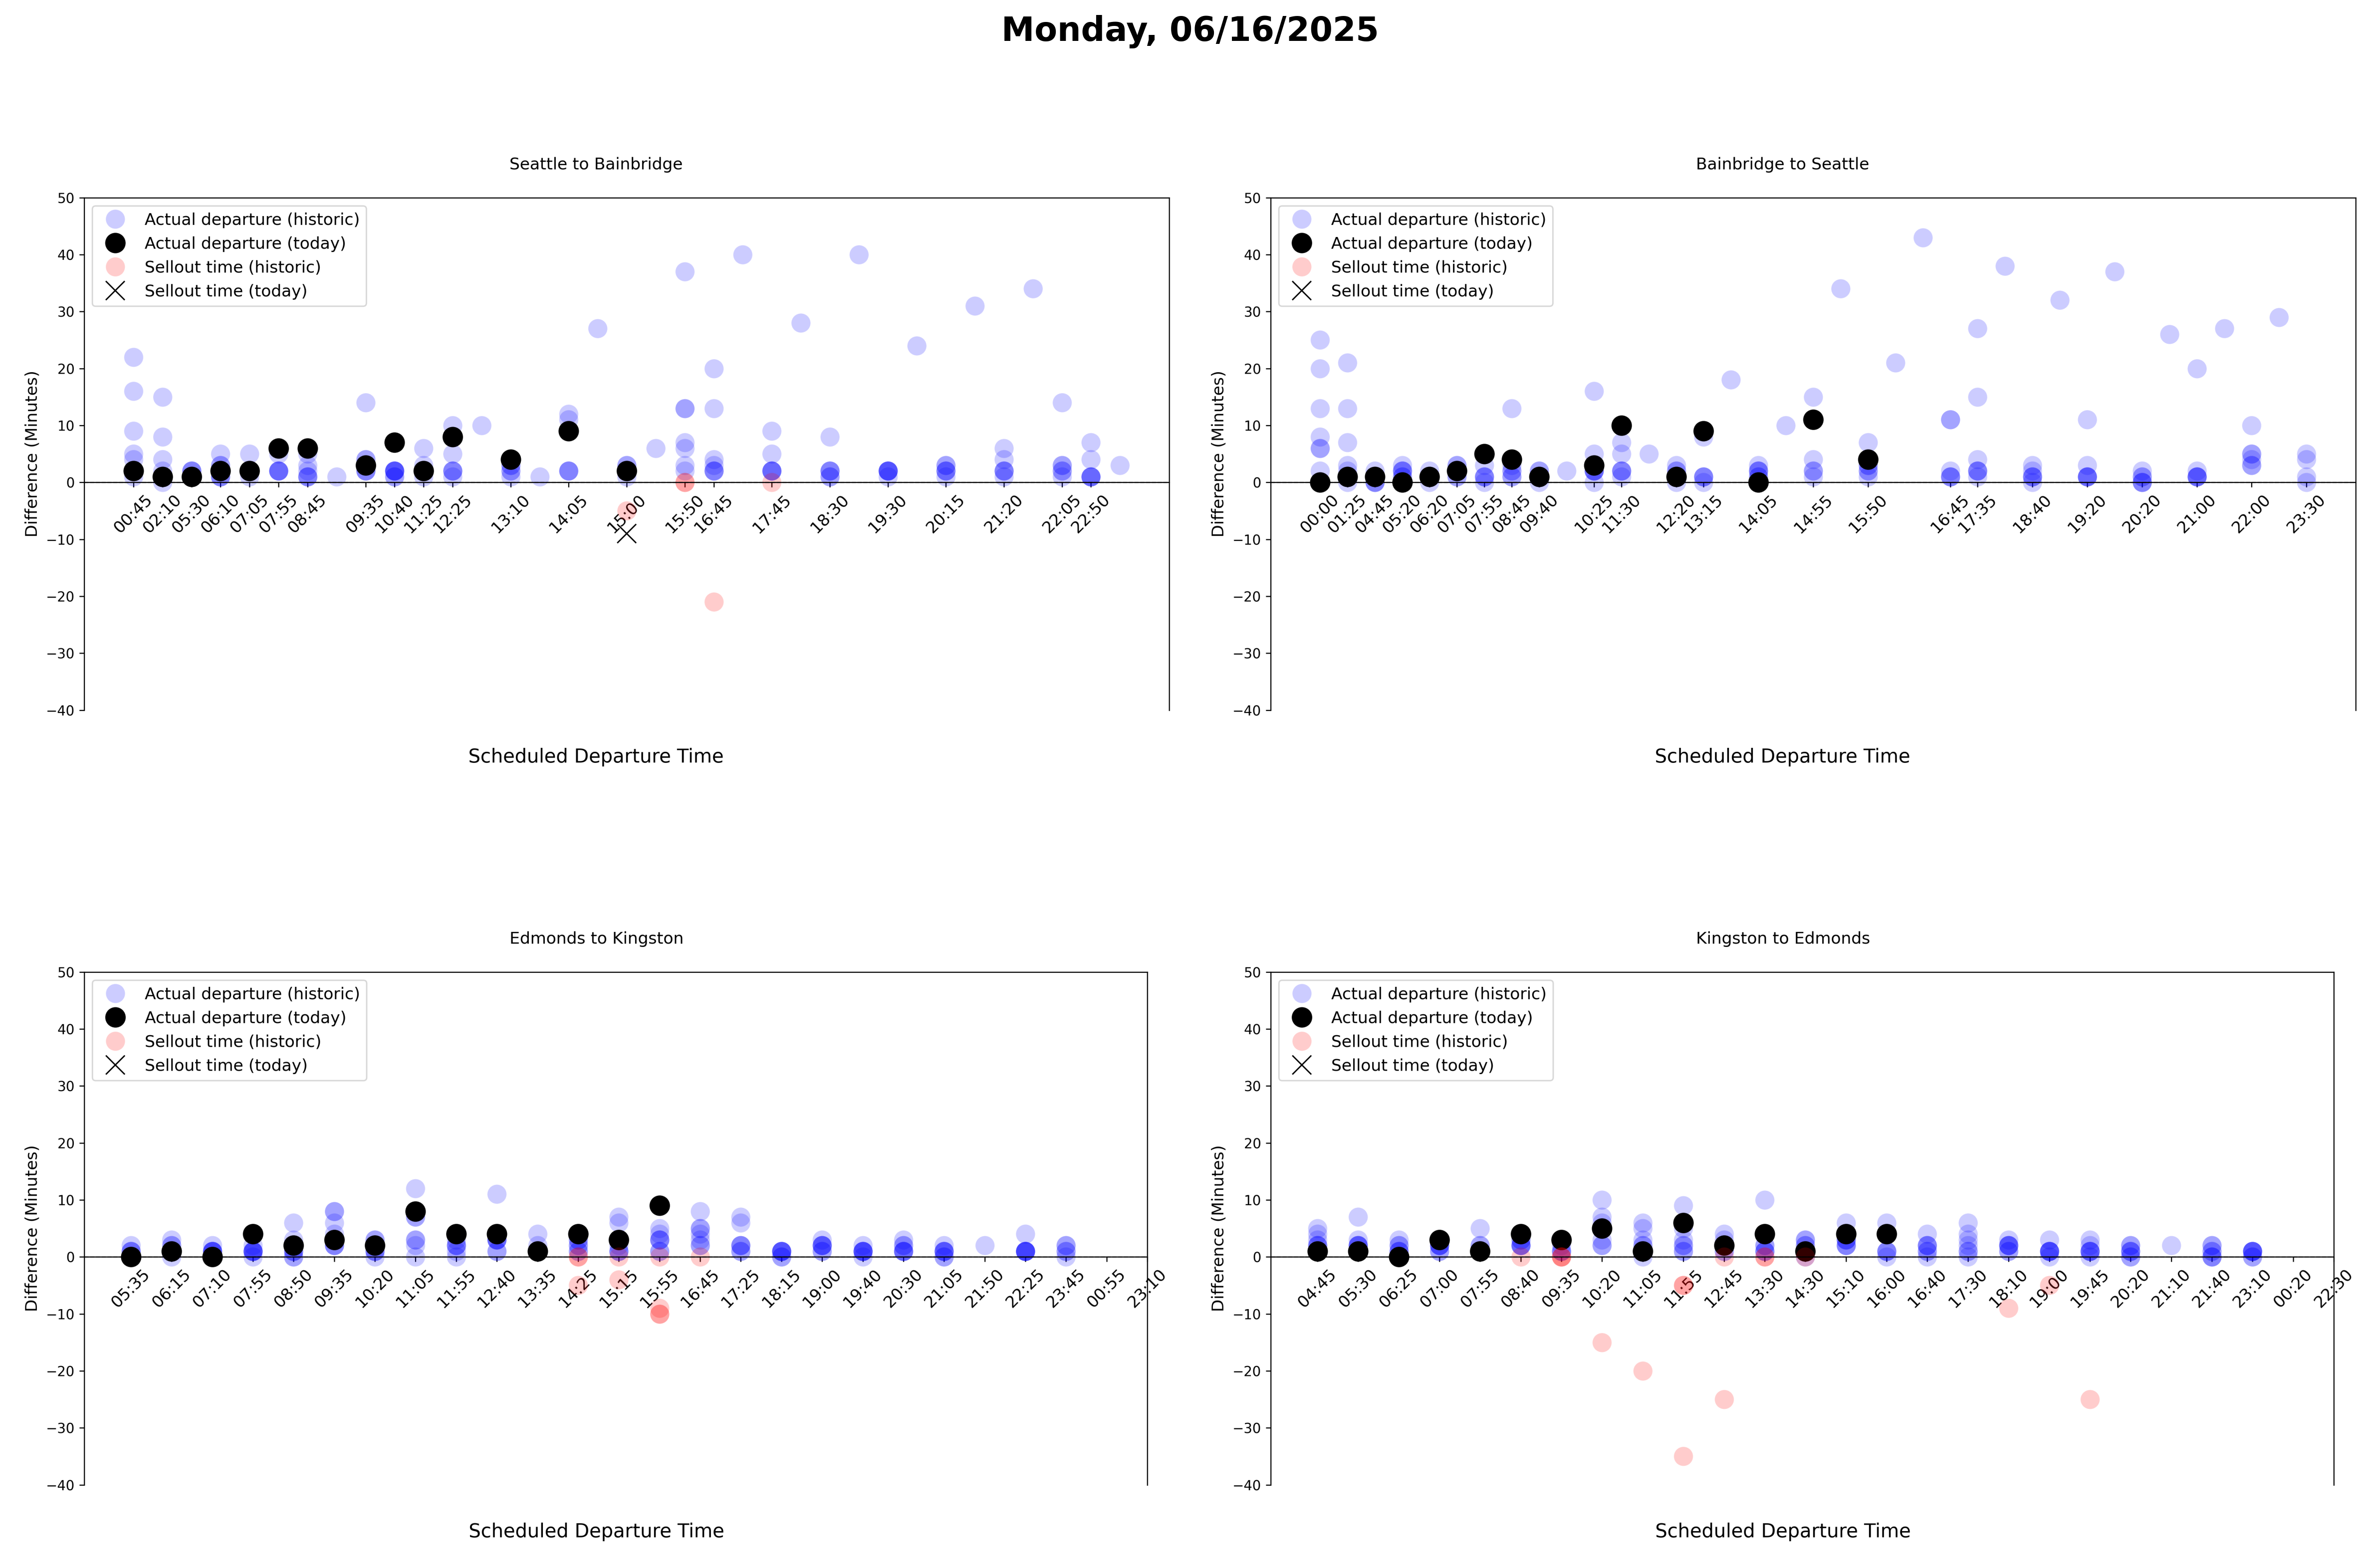 Monday, 06/16/2025
Seattle to Bainbridge
Difference (Minutes)
50
40
30
20
10
0
−10
−20
−30
−40
Actual departure (historic)
Actual departure (today)
Sellout time (historic)
Sellout time (today)
00:45 02:10 05:30 06:10 07:05 07:55 08:45 09:35 10:40 11:25 12:25 13:10 14:05 15:00 15:50 16:45 17:45 18:30 19:30 20:15 21:20 22:05 22:50
Scheduled Departure Time
Bainbridge to Seattle
Difference (Minutes)
50
40
30
20
10
0
−10
−20
−30
−40
Actual departure (historic)
Actual departure (today)
Sellout time (historic)
Sellout time (today)
00:00 01:25 04:45 05:20 06:20 07:05 07:55 08:45 09:40 10:25 11:30 12:20 13:15 14:05 14:55 15:50 16:45 17:35 18:40 19:20 20:20 21:00 22:00 23:30
Scheduled Departure Time
Edmonds to Kingston
Difference (Minutes)
50
40
30
20
10
0
−10
−20
−30
−40
Actual departure (historic)
Actual departure (today)
Sellout time (historic)
Sellout time (today)
05:35 06:15 07:10 07:55 08:50 09:35 10:20 11:05 11:55 12:40 13:35 14:25 15:15 15:55 16:45 17:25 18:15 19:00 19:40 20:30 21:05 21:50 22:25 23:45 00:55 23:10
Scheduled Departure Time
Kingston to Edmonds
Difference (Minutes)
50
40
30
20
10
0
−10
−20
−30
−40
Actual departure (historic)
Actual departure (today)
Sellout time (historic)
Sellout time (today)
04:45 05:30 06:25 07:00 07:55 08:40 09:35 10:20 11:05 11:55 12:45 13:30 14:30 15:10 16:00 16:40 17:30 18:10 19:00 19:45 20:20 21:10 21:40 23:10 00:20 22:30
Scheduled Departure Time